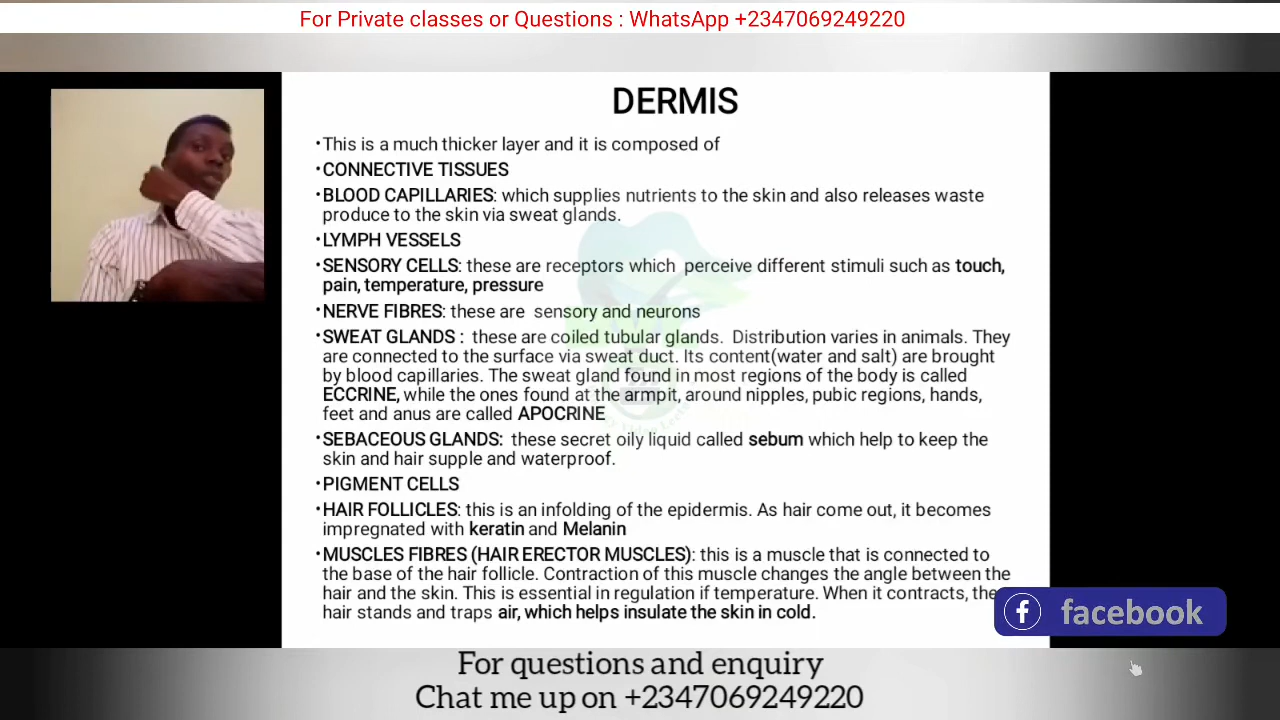 For Private classes or Questions : WhatsApp +2347069249220
DERMIS
•This is a much thicker layer and it is composed of
•CONNECTIVE TISSUES
•BLOOD CAPILLARIES: which supplies nutrients to the skin and also releases waste
produce to the skin via sweat glands.
•LYMPH VESSELS
•SENSORY CELLS: these are receptors which perceive different stimuli such as touch,
pain, temperature, pressure
•NERVE FIBRES: these are sensory and neurons
•SWEAT GLANDS : these are coiled tubular glands. Distribution varies in animals. They
are connected to the surface via sweat duct. Its content(water and salt) are brought
by blood capillaries. The sweat gland found in most regions of the body is called
ECCRINE, while the ones found at the armpit, around nipples, pubic regions, hands,
feet and anus are called APOCRINE
•SEBACEOUS GLANDS: these secret oily liquid called sebum which help to keep the
skin and hair supple and waterproof.
•PIGMENT CELLS
•HAIR FOLLICLES: this is an infolding of the epidermis. As hair come out, it becomes
impregnated with keratin and Melanin
•MUSCLES FIBRES (HAIR ERECTOR MUSCLES): this is a muscle that is connected to
the base of the hair follicle. Contraction of this muscle changes the angle between the
hair and the skin. This is essential in regulation if temperature. When it contracts, the
hair stands and traps air, which helps insulate the skin in cold.
facebook
For questions and enquiry
Chat me up on +2347069249220